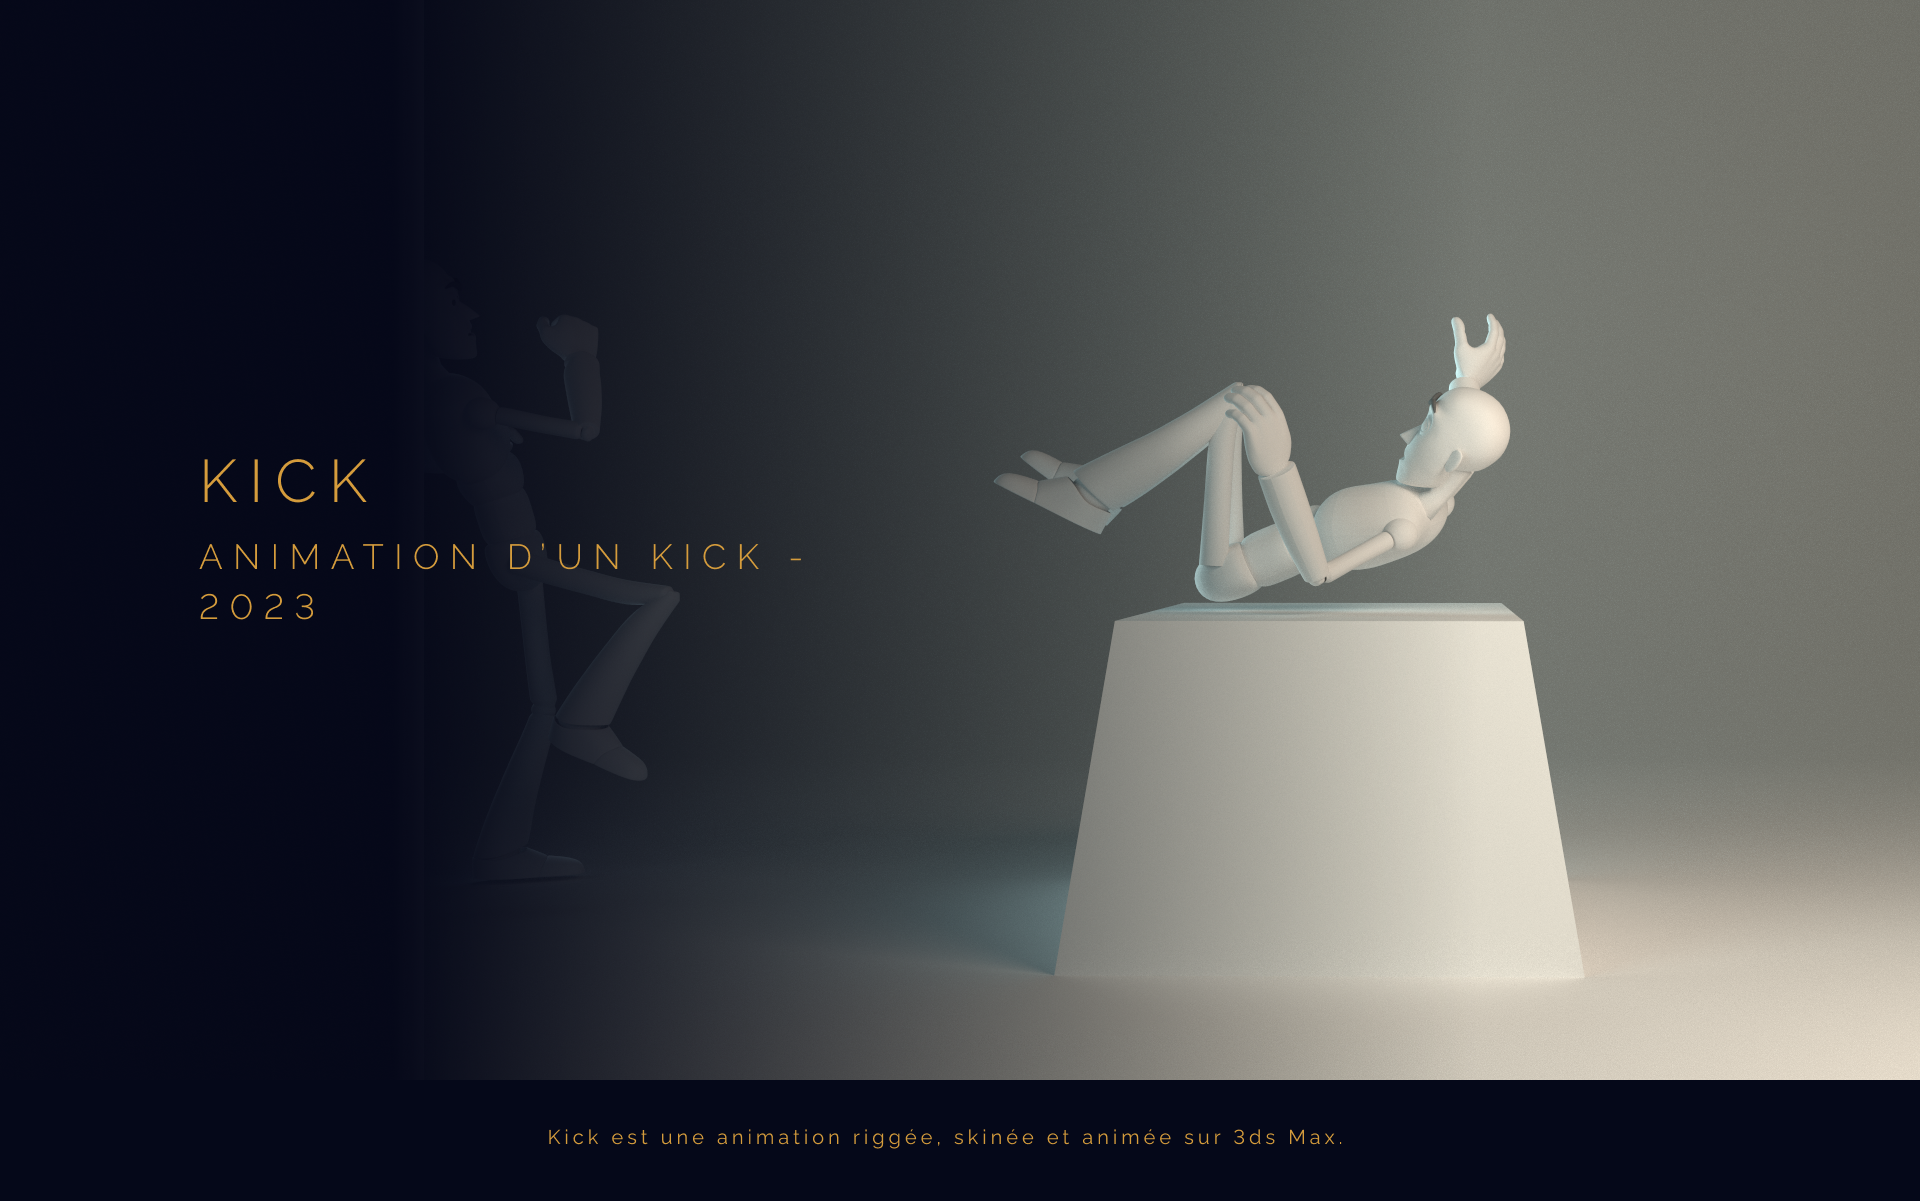 KICK
ANIMATION D'UN KICK -
2023
Kick est une animation riggée, skinée et animée sur 3ds Max.